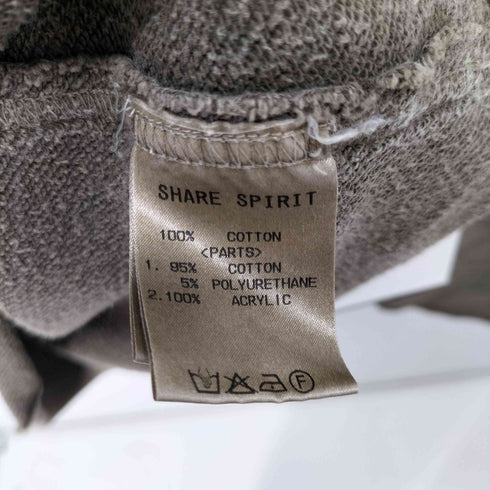 SHARE SPIRIT
100% COTTON
<PARTS>
1. 95% COTTON
5% POLYURETHANE
2.100% ACRYLIC
F